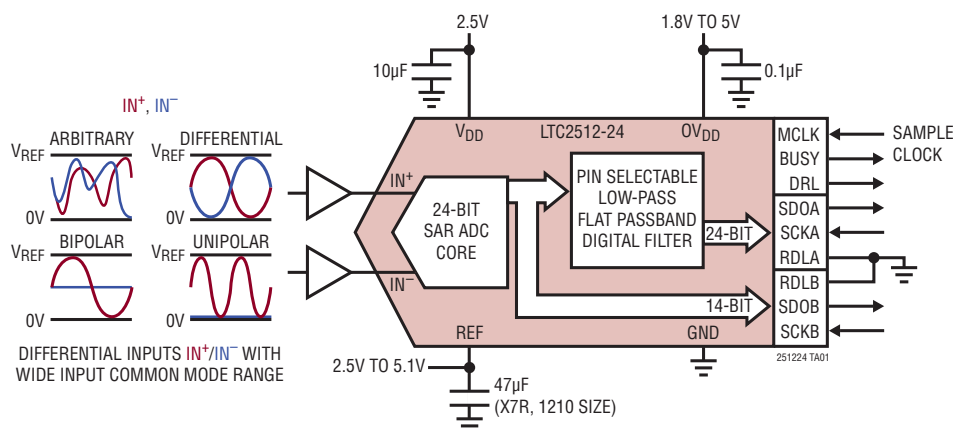 2.5V
1.8V TO 5V
10µF
0.1µF
IN⁺, IN⁻
ARBITRARY
DIFFERENTIAL
VREF
0V
VREF
0V
BIPOLAR
UNIPOLAR
VREF
0V
VREF
0V
DIFFERENTIAL INPUTS IN⁺/IN⁻ WITH
WIDE INPUT COMMON MODE RANGE
VDD
LTC2512-24
OVDD
IN⁺
IN⁻
24-BIT
SAR ADC
CORE
PIN SELECTABLE
LOW-PASS
FLAT PASSBAND
DIGITAL FILTER
24-BIT
14-BIT
REF
GND
MCLK
BUSY
DRL
SDOA
SCKA
RDLA
RDLB
SDOB
SCKB
SAMPLE
CLOCK
251224 TA01
2.5V TO 5.1V
47µF
(X7R, 1210 SIZE)